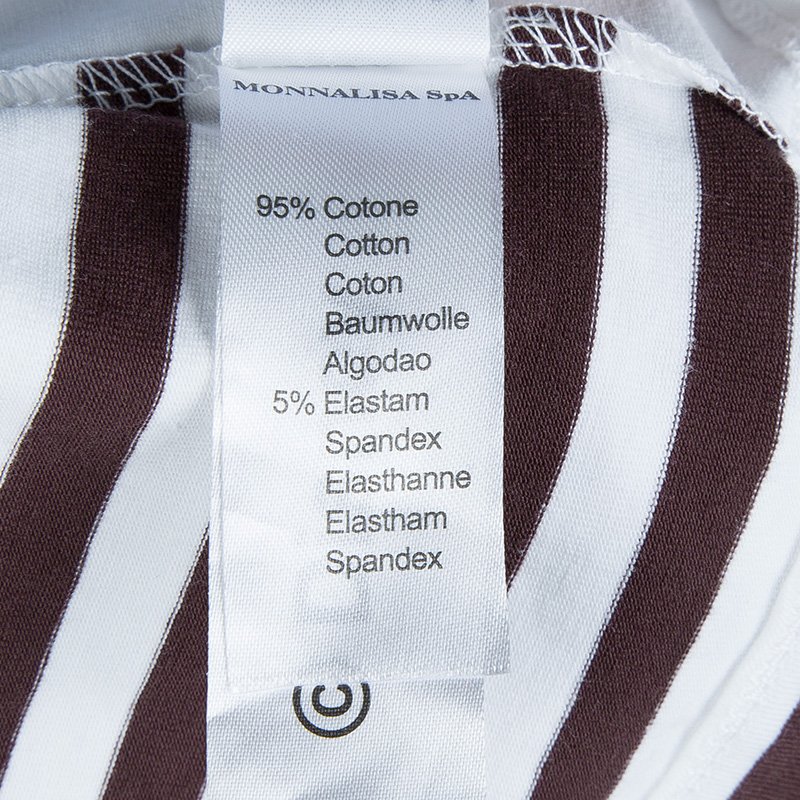 MONNALISA SpA
95% Cotone
Cotton
Coton
Baumwolle
Algodao
5% Elastam
Spandex
Elasthanne
Elastham
Spandex
©